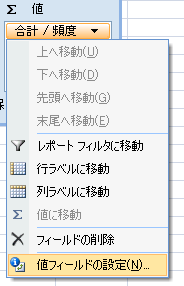 Σ 値
合計 / 頻度
上へ移動(U)
下へ移動(D)
先頭へ移動(G)
末尾へ移動(E)
レポート フィルタに移動
行ラベルに移動
列ラベルに移動
Σ 値に移動
フィールドの削除
値フィールドの設定(N)...